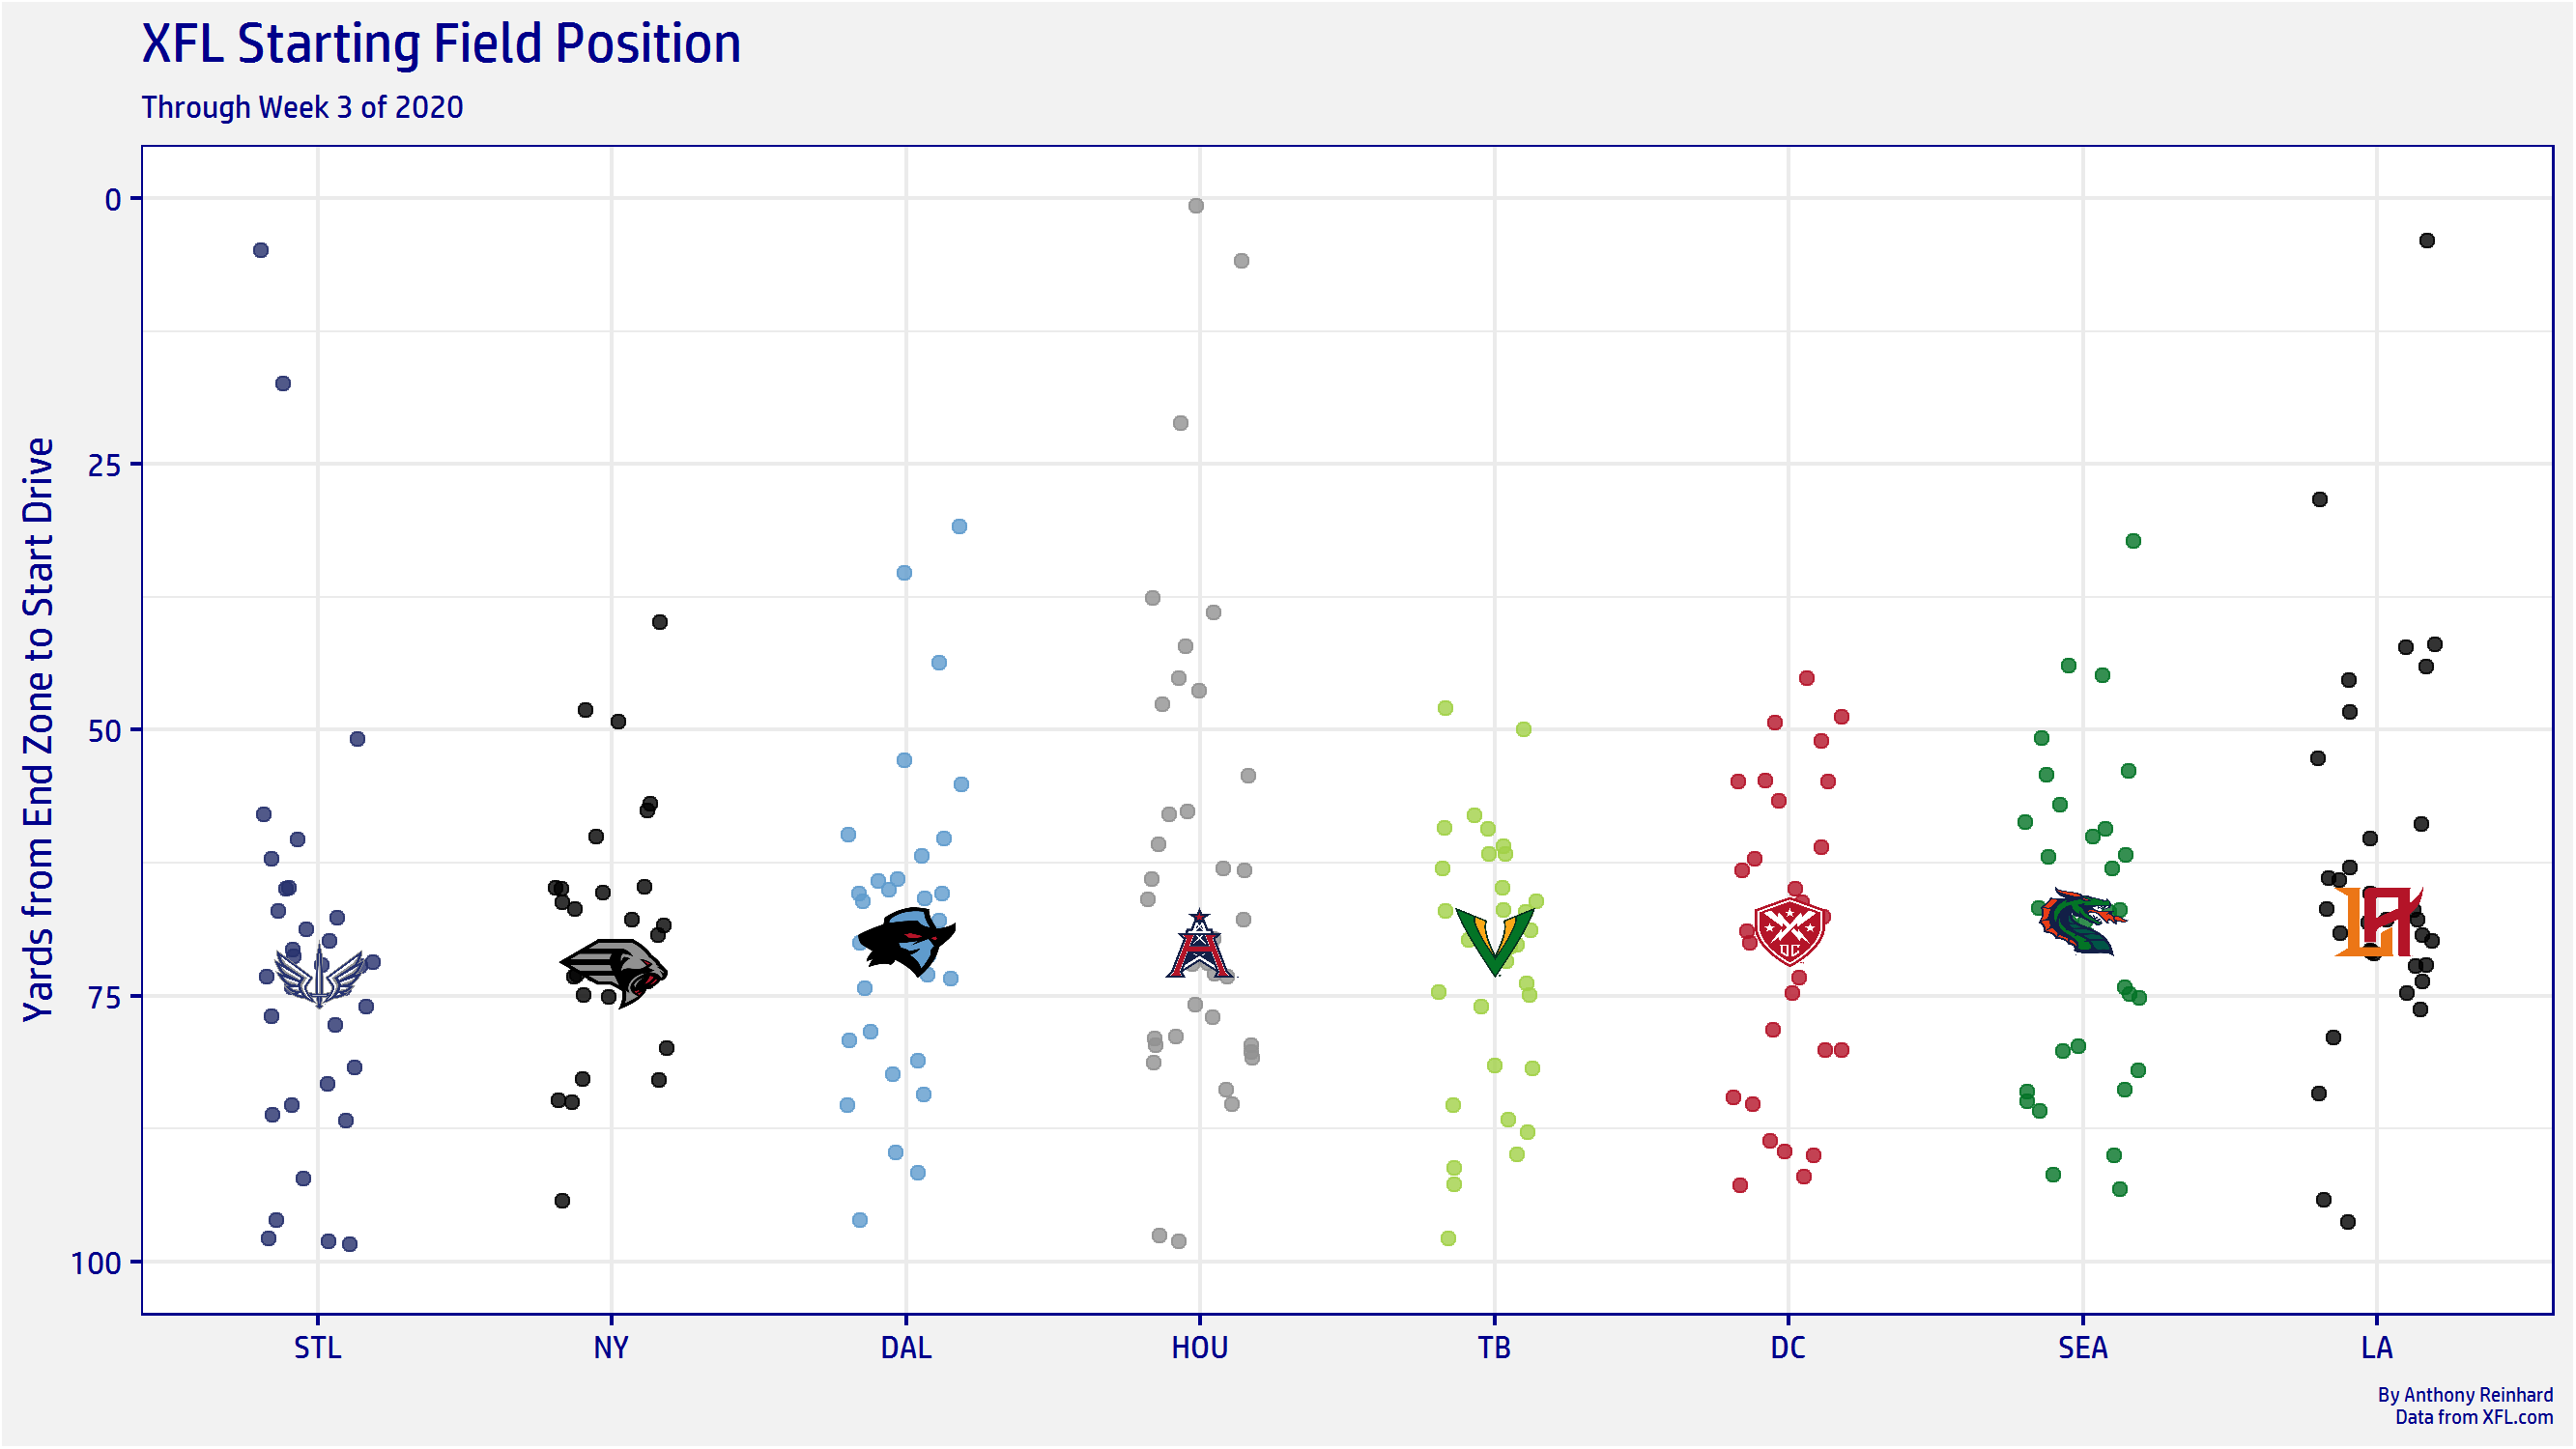 XFL Starting Field Position
Through Week 3 of 2020
Yards from End Zone to Start Drive
0
25
50
75
100
STL NY DAL HOU TB DC SEA LA
By Anthony Reinhard
Data from XFL.com